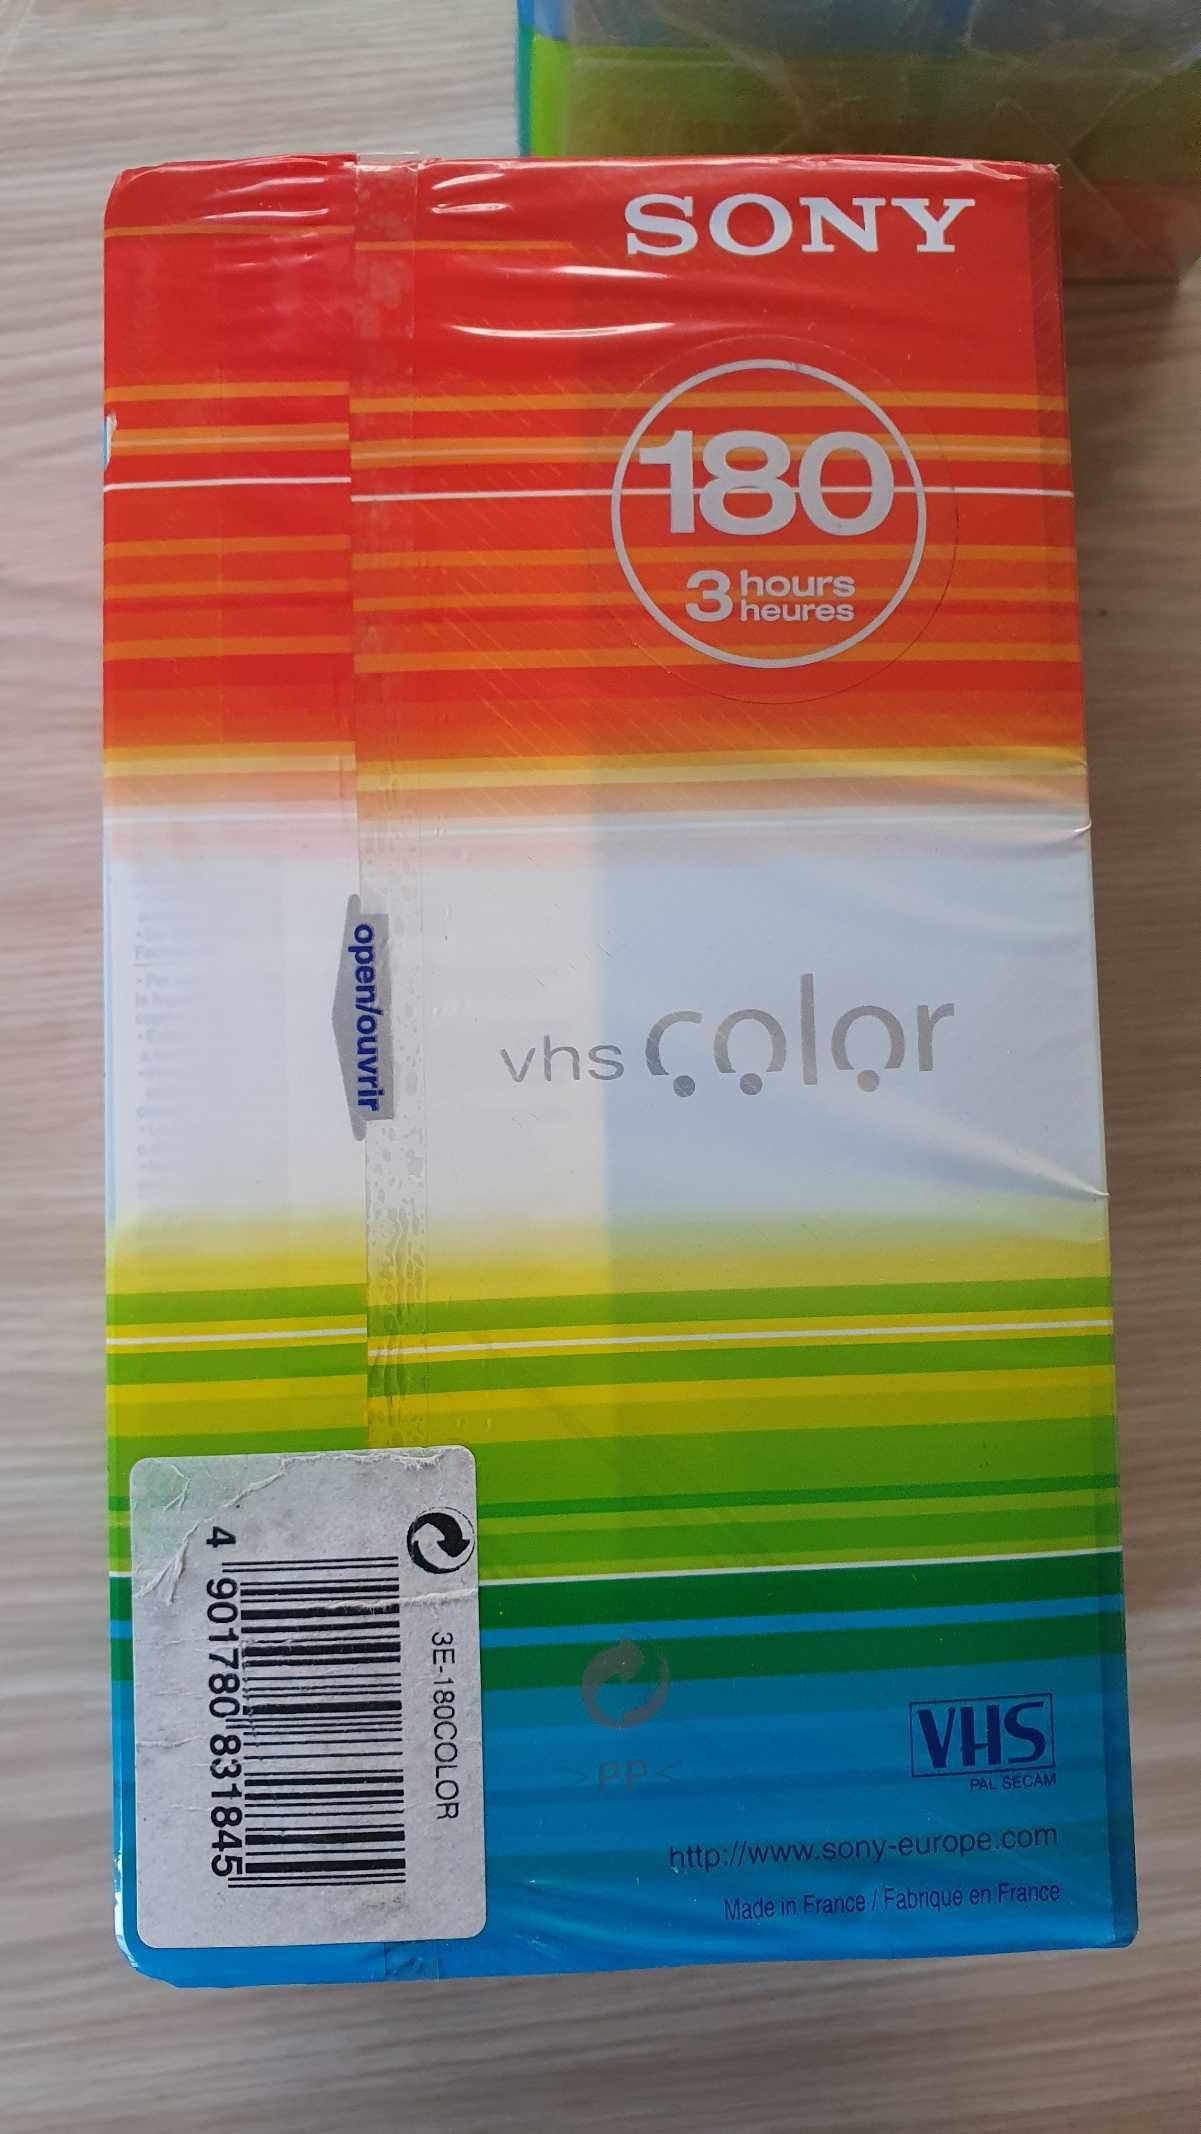 SONY
180
3 hours
heures
open/ouvrir
vhs color
3E-180COLOR
4 901780 831845
PP
VHS
PAL SECAM
http://www.sony-europe.com
Made in France / Fabriqué en France